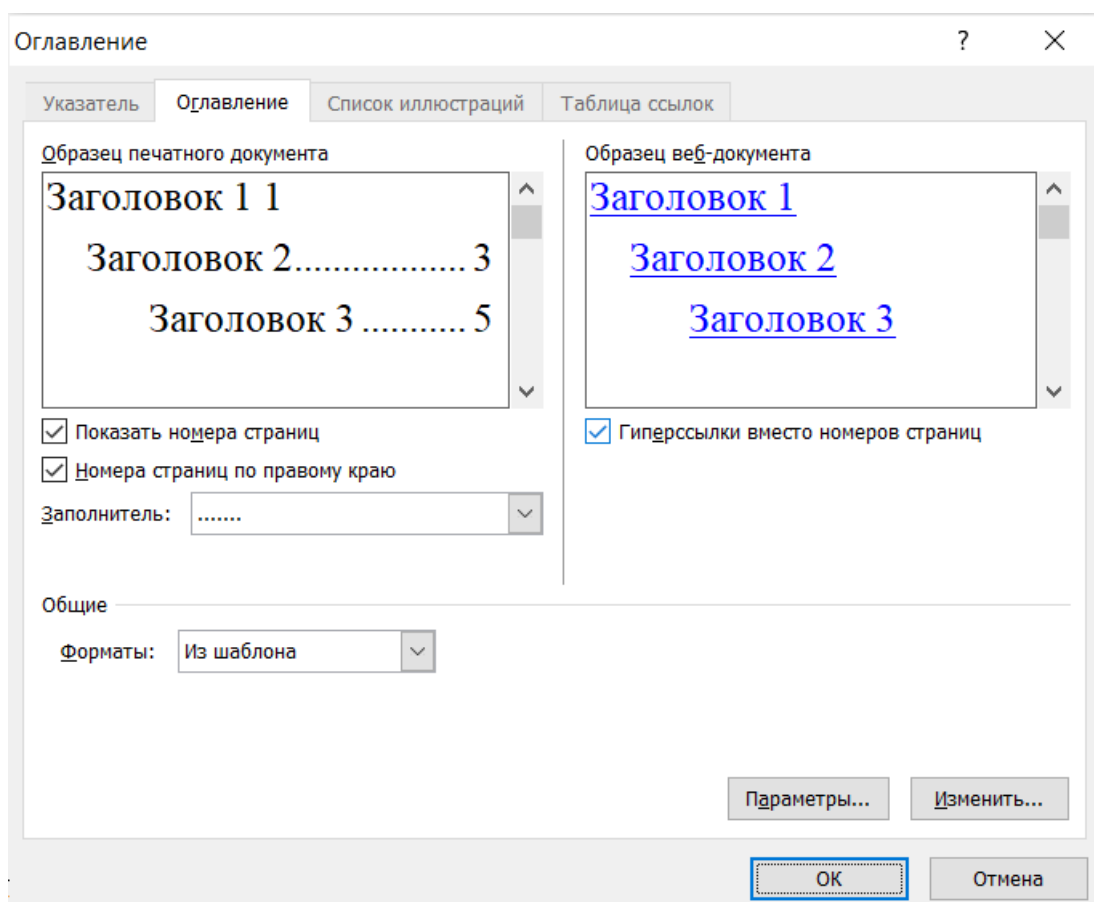 Оглавление ?
Указатель Оглавление Список иллюстраций Таблица ссылок
Образец печатного документа
Заголовок 1 1
Заголовок 2.................. 3
Заголовок 3 ........... 5
Показать номера страниц
Номера страниц по правому краю
Заполнитель: .......
Образец веб-документа
Заголовок 1
Заголовок 2
Заголовок 3
Гиперссылки вместо номеров страниц
Общие
Форматы: Из шаблона
Параметры... Изменить...
ОК Отмена